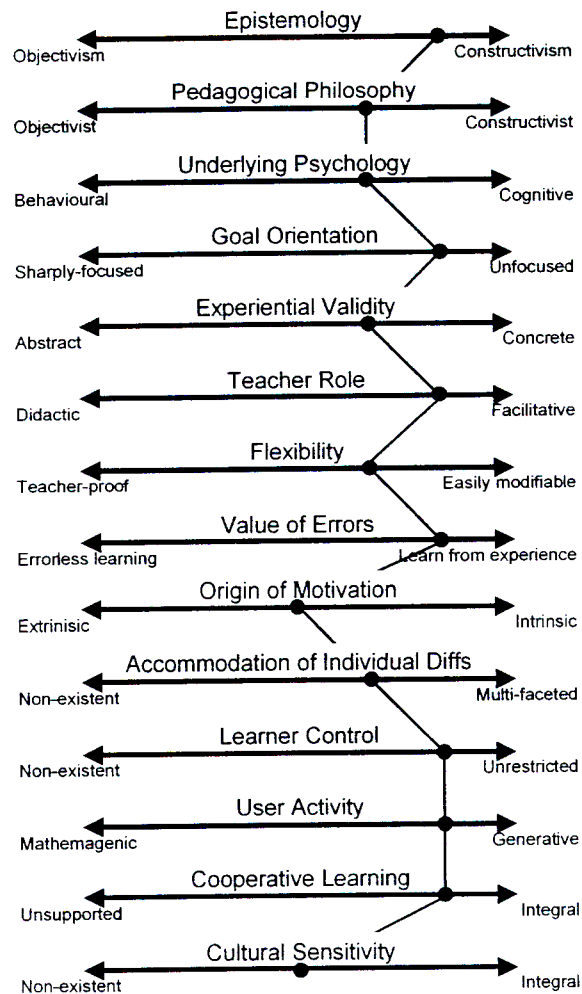 Epistemology
Objectivism Constructivism
Pedagogical Philosophy
Objectivist Constructivist
Underlying Psychology
Behavioural Cognitive
Goal Orientation
Sharply-focused Unfocused
Experiential Validity
Abstract Concrete
Teacher Role
Didactic Facilitative
Flexibility
Teacher-proof Easily modifiable
Value of Errors
Errorless learning Learn from experience
Origin of Motivation
Extrinisic Intrinsic
Accommodation of Individual Diffs
Non-existent Multi-faceted
Learner Control
Non-existent Unrestricted
User Activity
Mathemagenic Generative
Cooperative Learning
Unsupported Integral
Cultural Sensitivity
Non-existent Integral